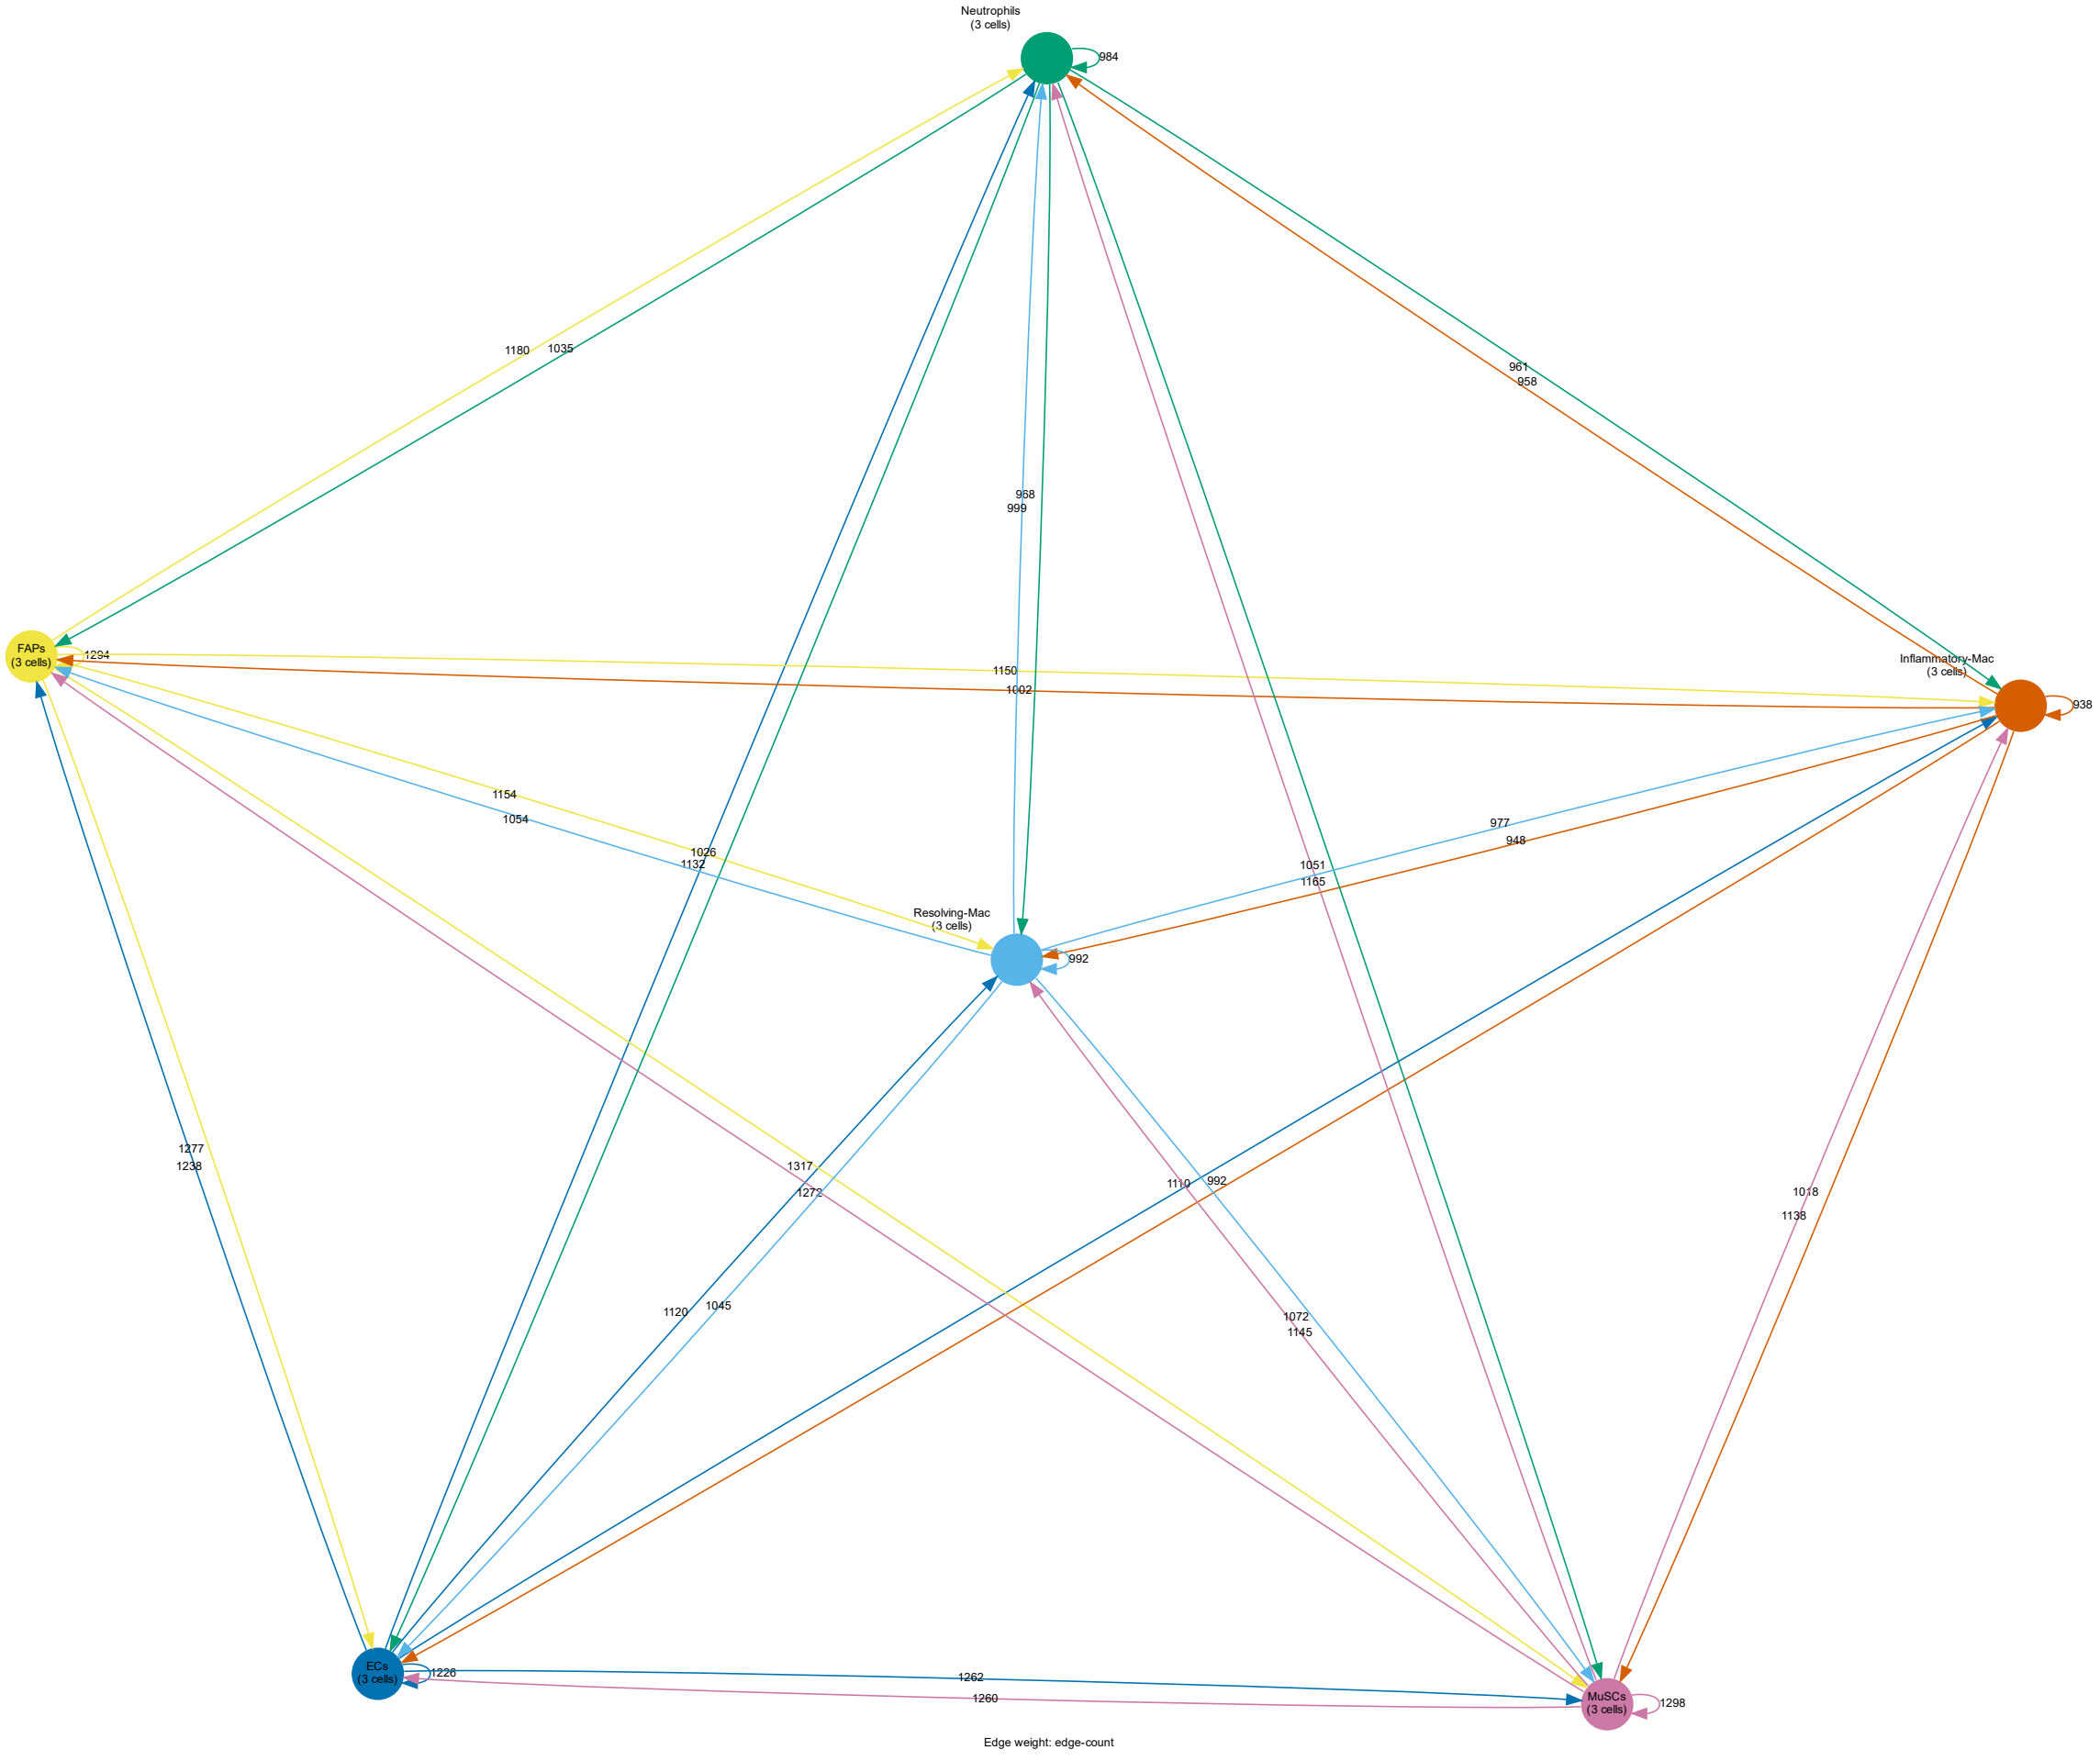 Neutrophils
(3 cells)
984
1180
1035
961
958
968
999
FAPs
(3 cells)
1294
Inflammatory-Mac
(3 cells)
1150
1002
938
1154
1054
977
948
1026
1132
1051
1165
Resolving-Mac
(3 cells)
992
1277
1238
1317
1272
1110
992
1018
1138
1120
1045
1072
1145
ECs
(3 cells)
1226
1262
1260
MuSCs
(3 cells)
1298
Edge weight: edge-count